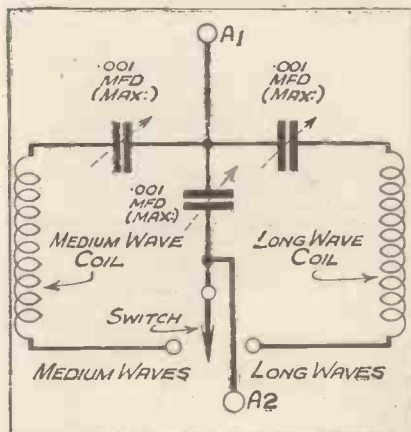 A1
.001
MFD
(MAX:)
.001
MFD
(MAX:)
.001
MFD
(MAX:)
MEDIUM WAVE
COIL
LONG WAVE
COIL
SWITCH
MEDIUM WAVES
LONG WAVES
A2